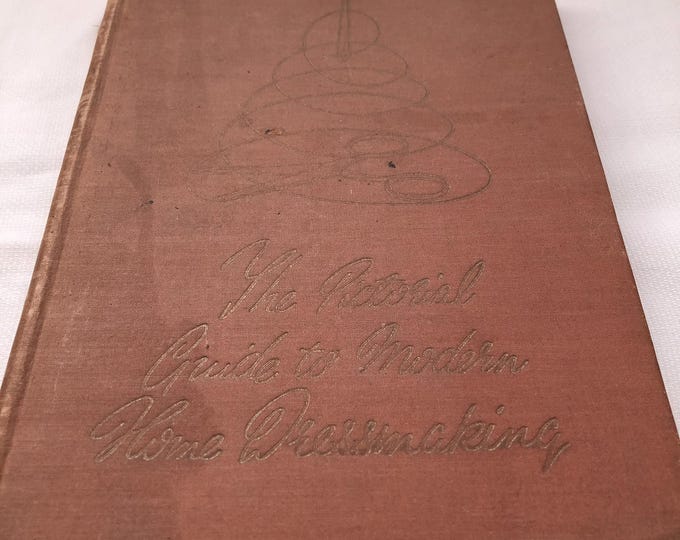 The Pictorial
Guide to Modern
Home Dressmaking